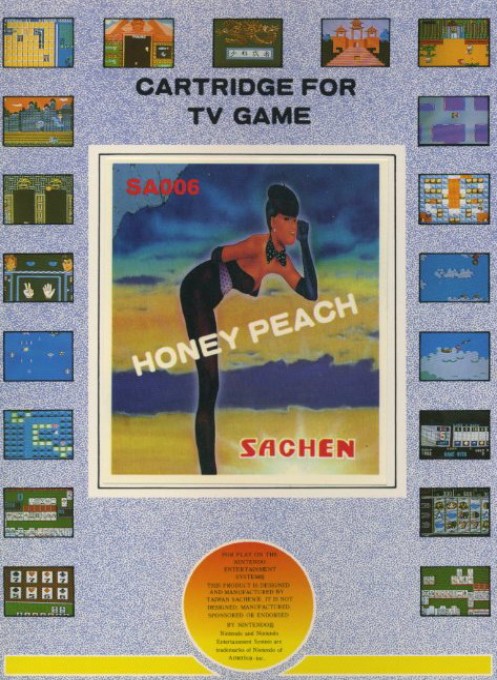 CARTRIDGE FOR
TV GAME
SA006
HONEY PEACH
SACHEN
FOR PLAY ON THE
NINTENDO
ENTERTAINMENT
SYSTEM®
THIS PRODUCT IS DESIGNED
AND MANUFACTURED BY
TAIWAN SACHEN®. IT IS NOT
DESIGNED, MANUFACTURED
SPONSORED OR ENDORSED
BY NINTENDO®
Nintendo and Nintendo
Entertainment System are
trademarks of Nintendo of
America inc.